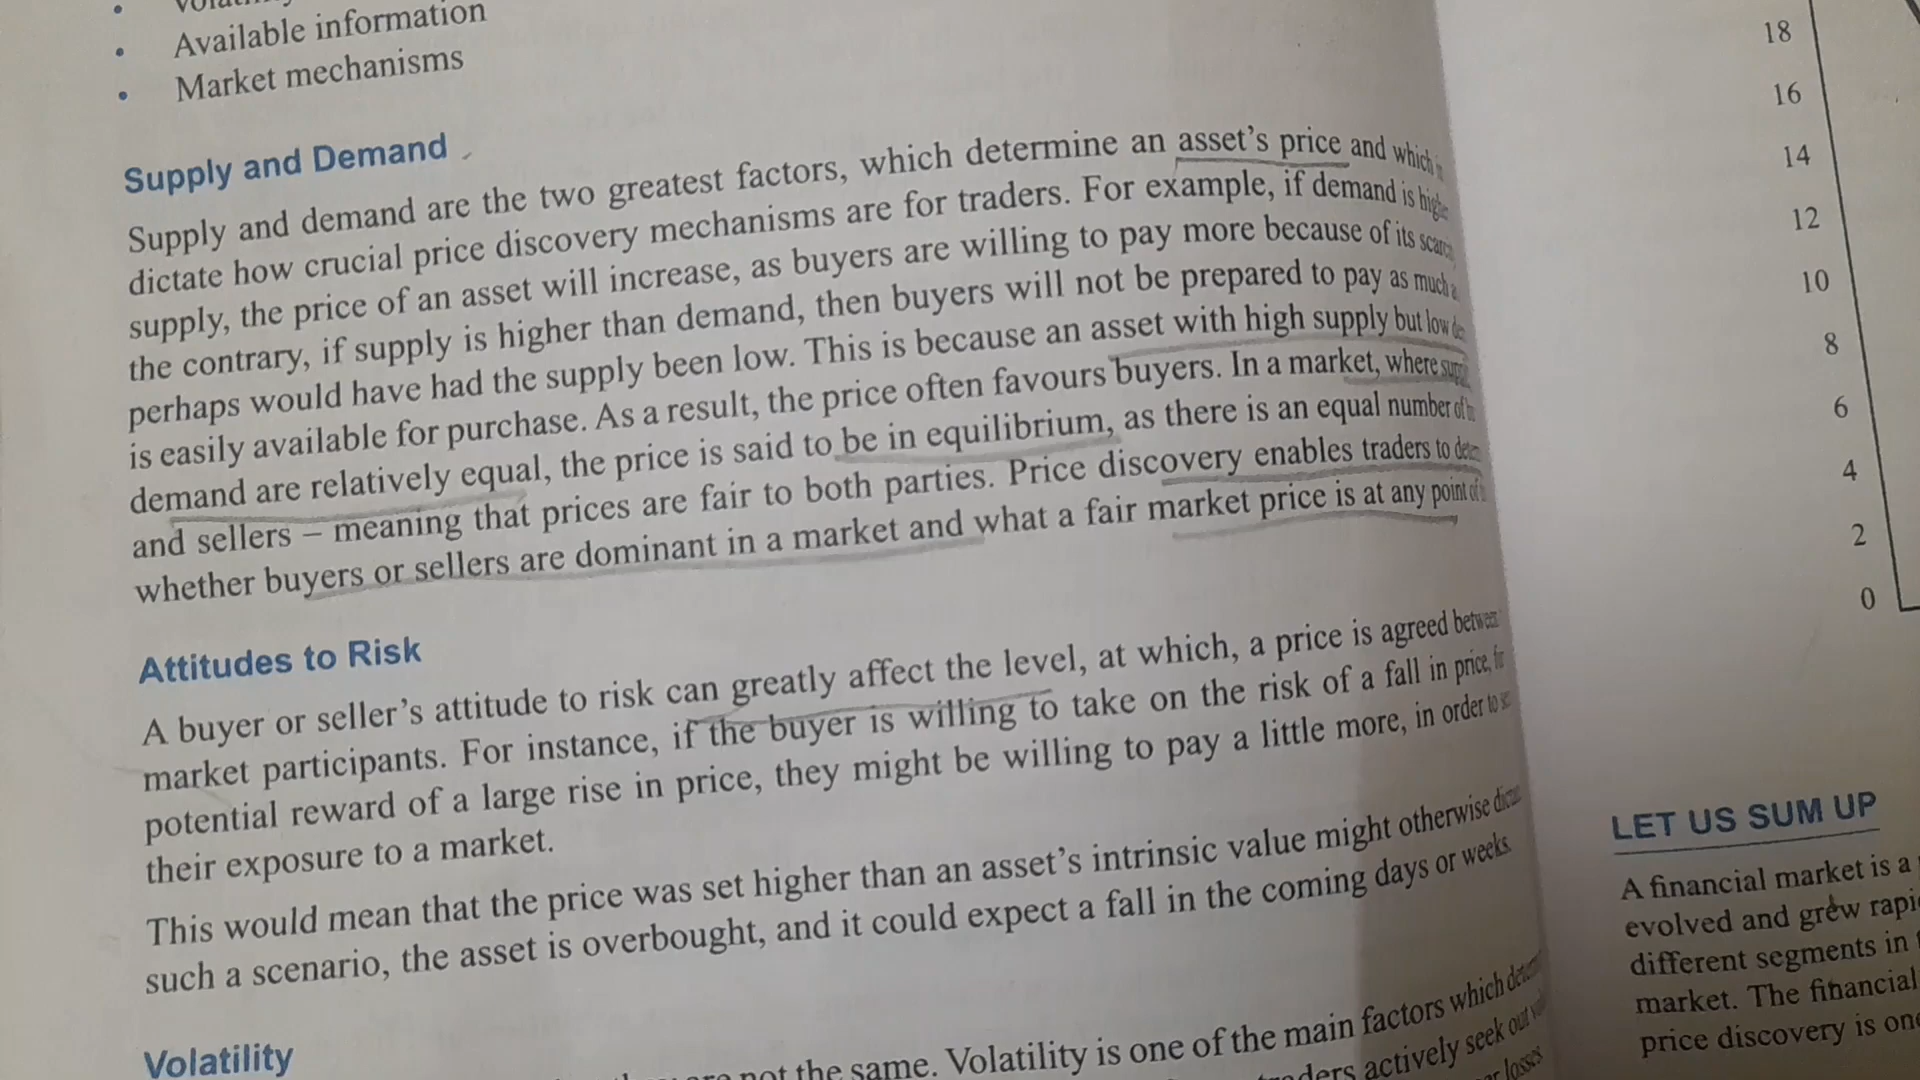 Available information
Market mechanisms
Supply and Demand
Supply and demand are the two greatest factors, which determine an asset's price and which
dictate how crucial price discovery mechanisms are for traders. For example, if demand is
supply, the price of an asset will increase, as buyers are willing to pay more because of its
the contrary, if supply is higher than demand, then buyers will not be prepared to pay as much
perhaps would have had the supply been low. This is because an asset with high supply but low
is easily available for purchase. As a result, the price often favours buyers. In a market, where
demand are relatively equal, the price is said to be in equilibrium, as there is an equal number of
and sellers – meaning that prices are fair to both parties. Price discovery enables traders to
whether buyers or sellers are dominant in a market and what a fair market price is at any point of
Attitudes to Risk
A buyer or seller's attitude to risk can greatly affect the level, at which, a price is agreed between
market participants. For instance, if the buyer is willing to take on the risk of a fall in price,
potential reward of a large rise in price, they might be willing to pay a little more, in order to
their exposure to a market.
This would mean that the price was set higher than an asset's intrinsic value might otherwise
such a scenario, the asset is overbought, and it could expect a fall in the coming days or weeks.
Volatility
not the same. Volatility is one of the main factors which
actively seek out
losses
18
16
14
12
10
8
6
4
2
0
LET US SUM UP
A financial market is a
evolved and grew
different segments in
market. The financial
price discovery is